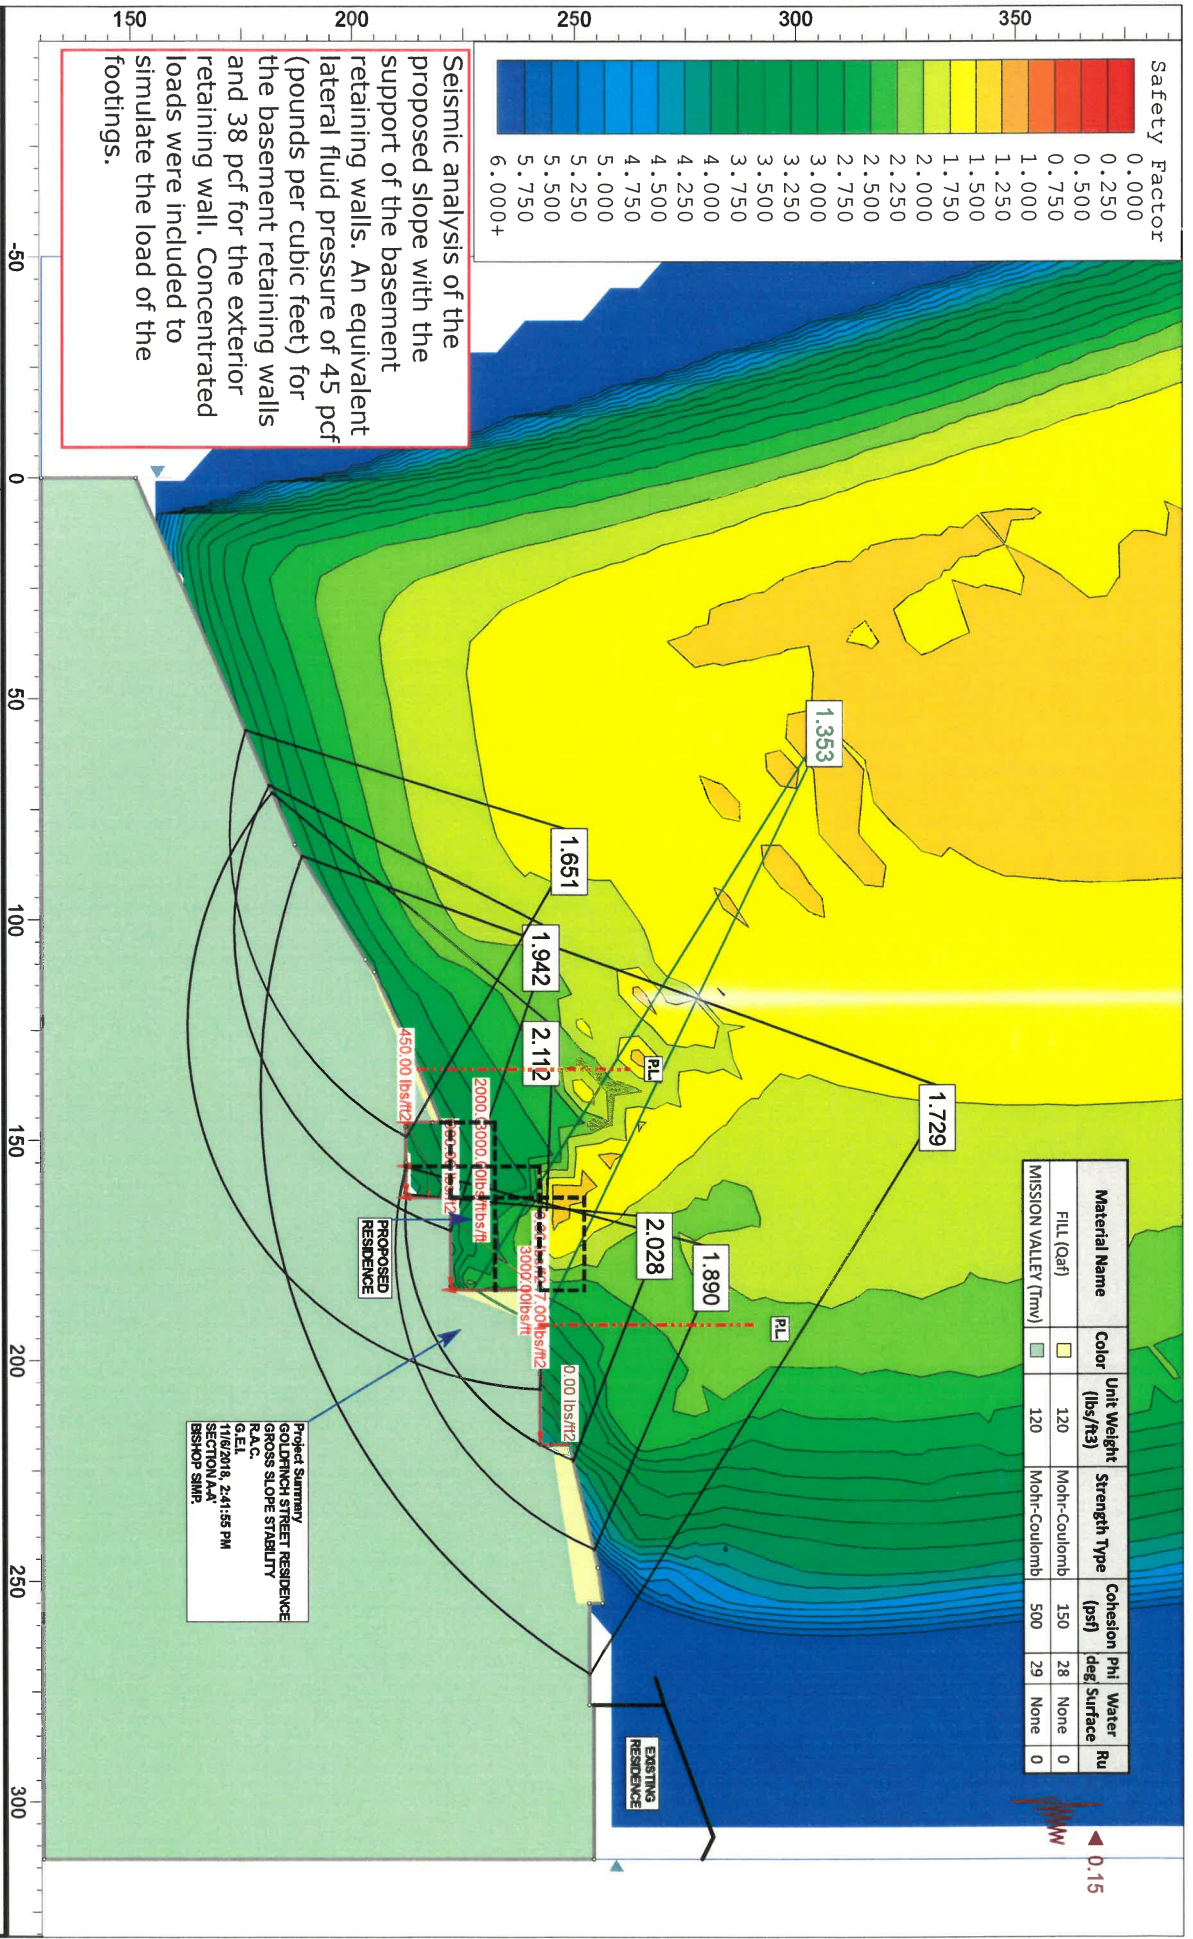 Safety Factor
0.000
0.250
0.500
0.750
1.000
1.250
1.500
1.750
2.000
2.250
2.500
2.750
3.000
3.250
3.500
3.750
4.000
4.250
4.500
4.750
5.000
5.250
5.500
5.750
6.000+
Seismic analysis of the
proposed slope with the
support of the basement
retaining walls. An equivalent
lateral fluid pressure of 45 pcf
(pounds per cubic feet) for
the basement retaining walls
and 38 pcf for the exterior
retaining wall. Concentrated
loads were included to
simulate the load of the
footings.
Material Name Color Unit Weight (lbs/ft3) Strength Type Cohesion (psf) Phi (deg) Water Surface Ru
FILL (Qaf) 120 Mohr-Coulomb 150 28 None 0
MISSION VALLEY (Tmv) 120 Mohr-Coulomb 500 29 None 0
0.15
1.353
1.651
1.942
2.112
1.729
2.028
1.890
P.L.
P.L.
450.00 lbs/ft2
3000.00lbs/ft
3000.00lbs/ft
0.00 lbs/ft2
PROPOSED
RESIDENCE
EXISTING
RESIDENCE
Project Summary
GOLDFINCH STREET RESIDENCE
GROSS SLOPE STABILITY
R.A.C.
G.E.I.
11/6/2018, 2:41:55 PM
SECTION A-A'
BISHOP SIMP.
350
300
250
200
150
-50
0
50
100
150
200
250
300